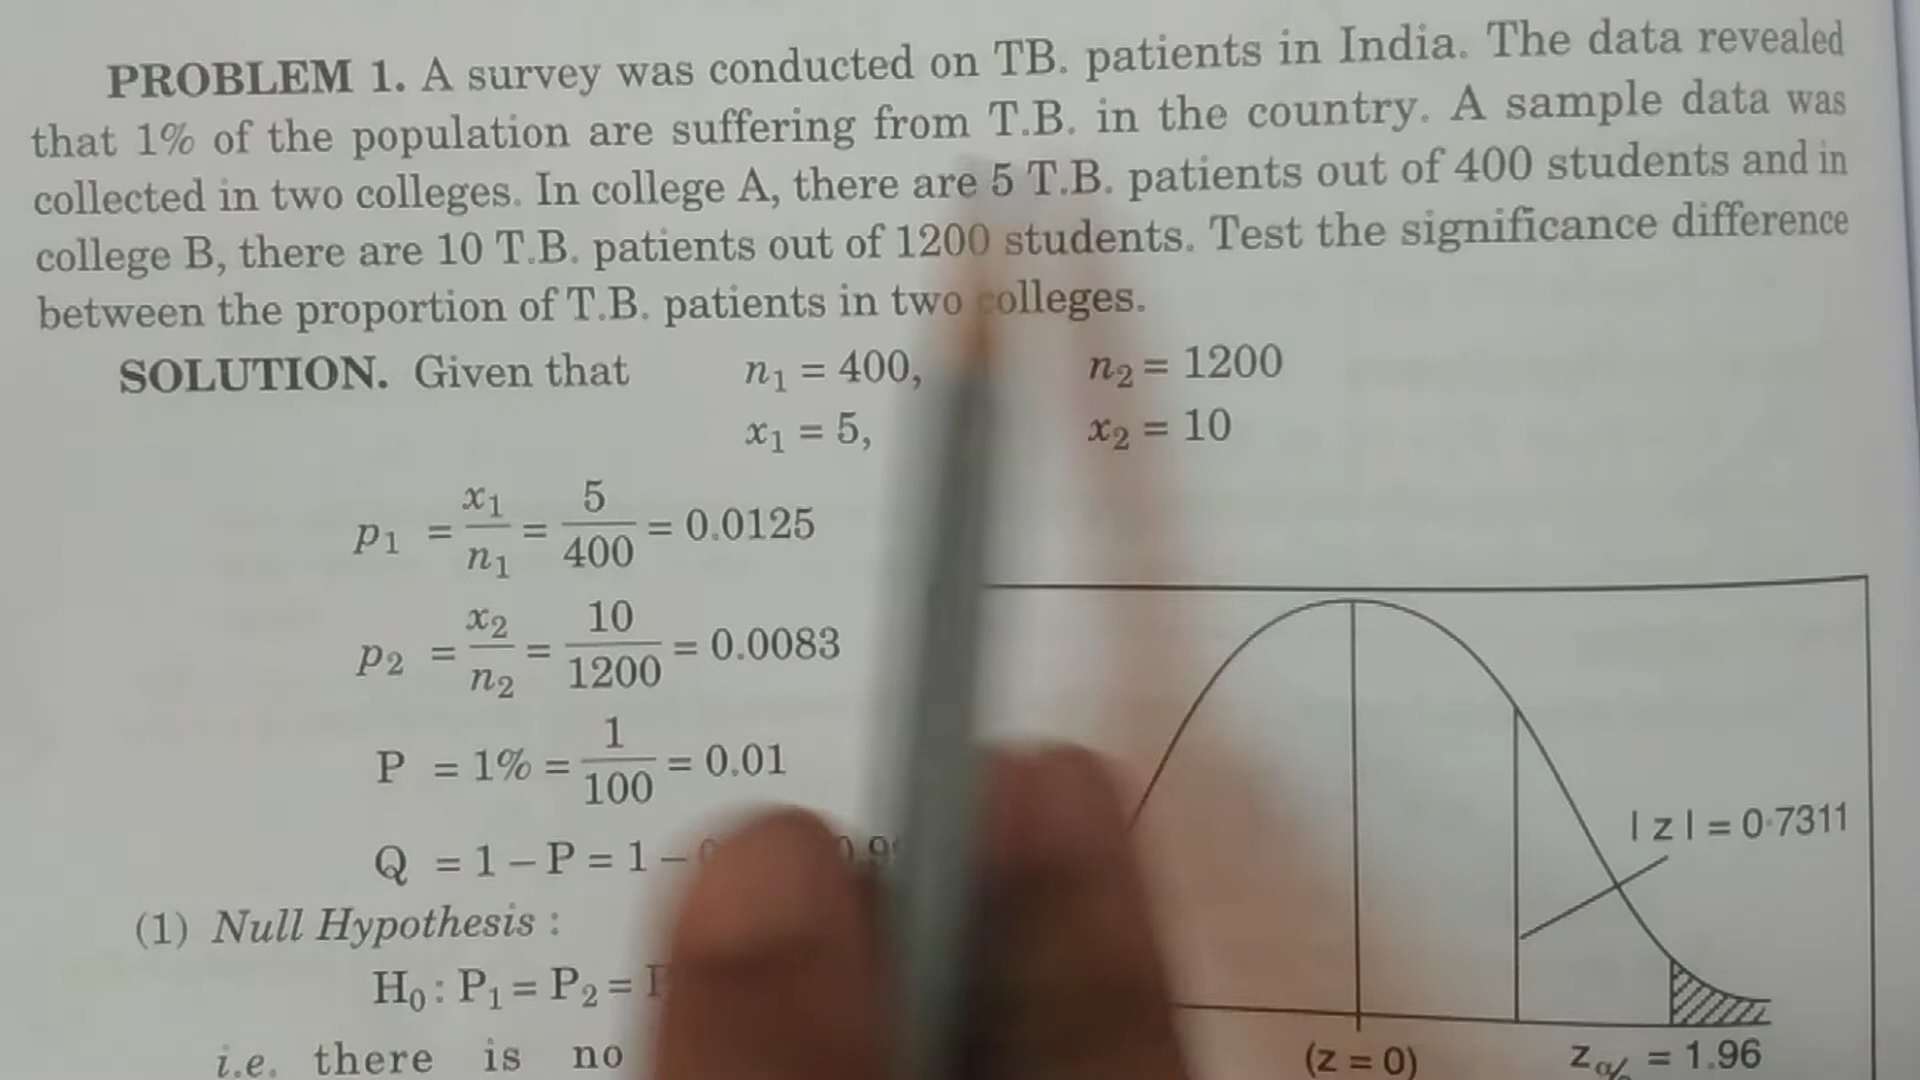 PROBLEM 1. A survey was conducted on TB. patients in India. The data revealed
that 1% of the population are suffering from T.B. in the country. A sample data was
collected in two colleges. In college A, there are 5 T.B. patients out of 400 students and in
college B, there are 10 T.B. patients out of 1200 students. Test the significance difference
between the proportion of T.B. patients in two colleges.
SOLUTION. Given that n₁ = 400, n₂ = 1200
x₁ = 5, x₂ = 10
p₁ = x₁/n₁ = 5/400 = 0.0125
p₂ = x₂/n₂ = 10/1200 = 0.0083
P = 1% = 1/100 = 0.01
| z | = 0·7311
Q = 1 – P = 1 –
(1) Null Hypothesis :
H₀ : P₁ = P₂ =
i.e. there is no
(z = 0) = 1.96